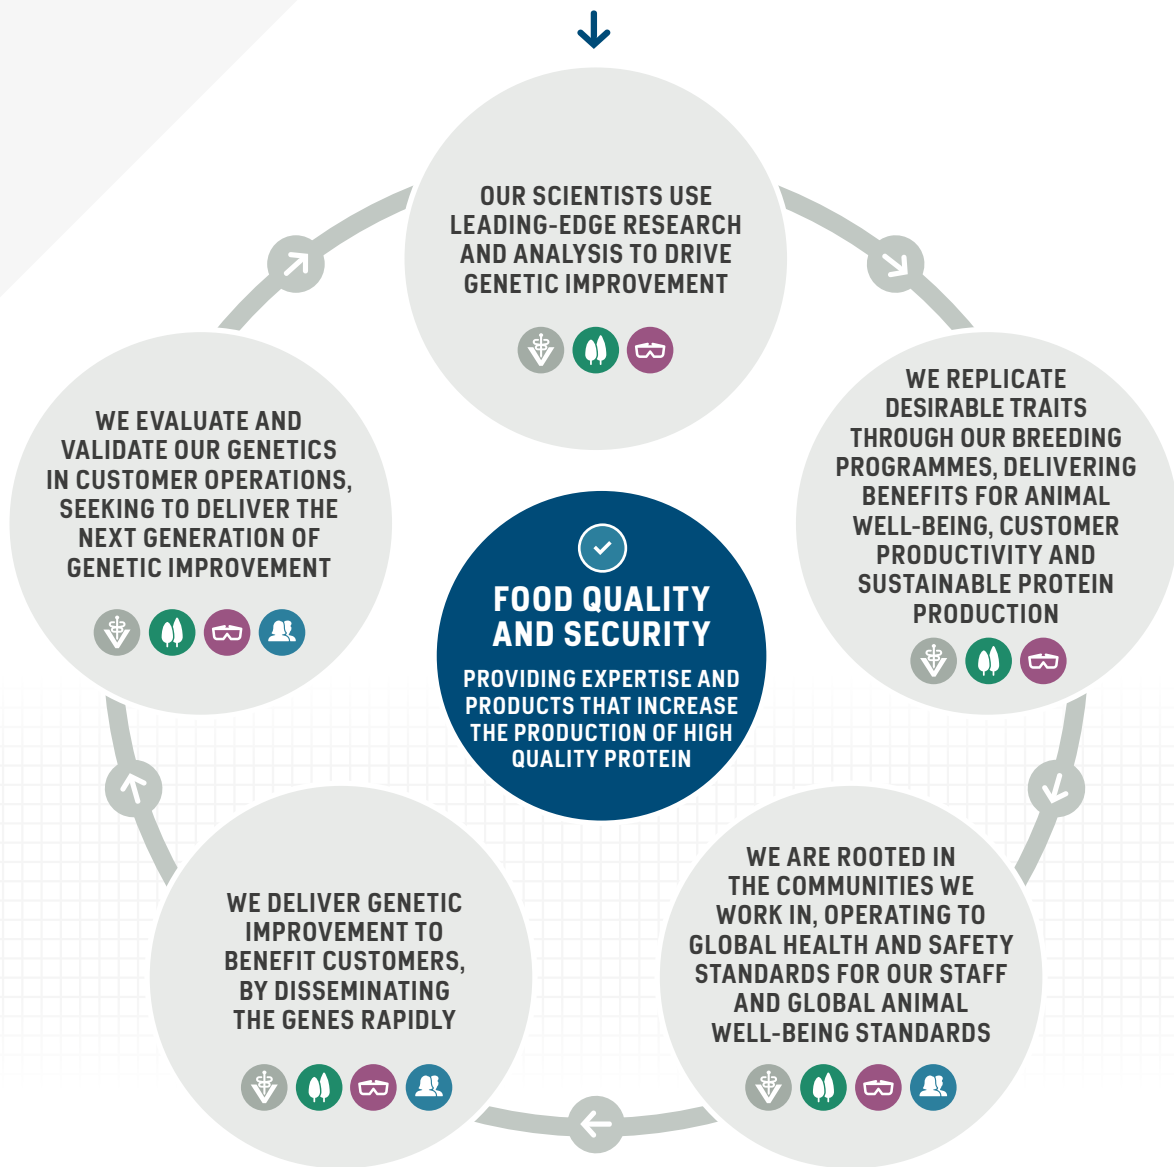 OUR SCIENTISTS USE
LEADING-EDGE RESEARCH
AND ANALYSIS TO DRIVE
GENETIC IMPROVEMENT
WE REPLICATE
DESIRABLE TRAITS
THROUGH OUR BREEDING
PROGRAMMES, DELIVERING
BENEFITS FOR ANIMAL
WELL-BEING, CUSTOMER
PRODUCTIVITY AND
SUSTAINABLE PROTEIN
PRODUCTION
WE ARE ROOTED IN
THE COMMUNITIES WE
WORK IN, OPERATING TO
GLOBAL HEALTH AND SAFETY
STANDARDS FOR OUR STAFF
AND GLOBAL ANIMAL
WELL-BEING STANDARDS
WE DELIVER GENETIC
IMPROVEMENT TO
BENEFIT CUSTOMERS,
BY DISSEMINATING
THE GENES RAPIDLY
WE EVALUATE AND
VALIDATE OUR GENETICS
IN CUSTOMER OPERATIONS,
SEEKING TO DELIVER THE
NEXT GENERATION OF
GENETIC IMPROVEMENT
FOOD QUALITY
AND SECURITY
PROVIDING EXPERTISE AND
PRODUCTS THAT INCREASE
THE PRODUCTION OF HIGH
QUALITY PROTEIN